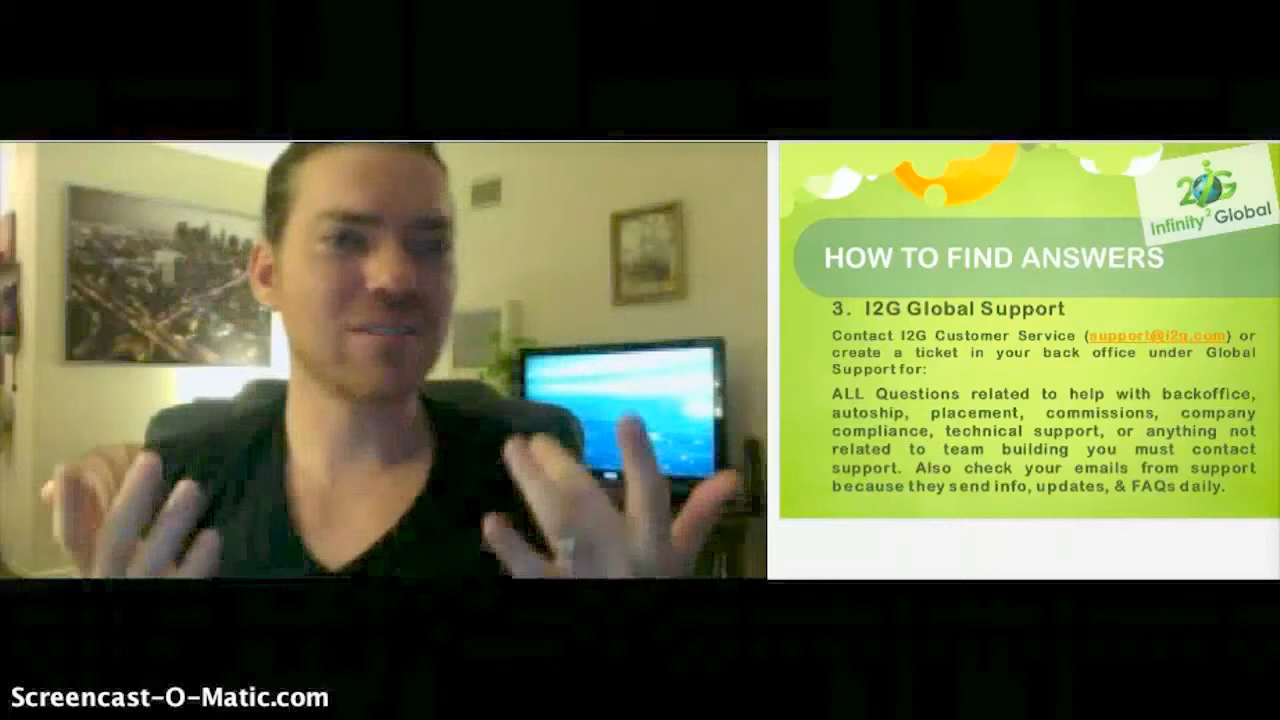 2iG
Infinity2 Global
HOW TO FIND ANSWERS
3. I2G Global Support
Contact I2G Customer Service (support@i2g.com) or
create a ticket in your back office under Global
Support for:
ALL Questions related to help with backoffice,
autoship, placement, commissions, company
compliance, technical support, or anything not
related to team building you must contact
support. Also check your emails from support
because they send info, updates, & FAQs daily.
Screencast-O-Matic.com